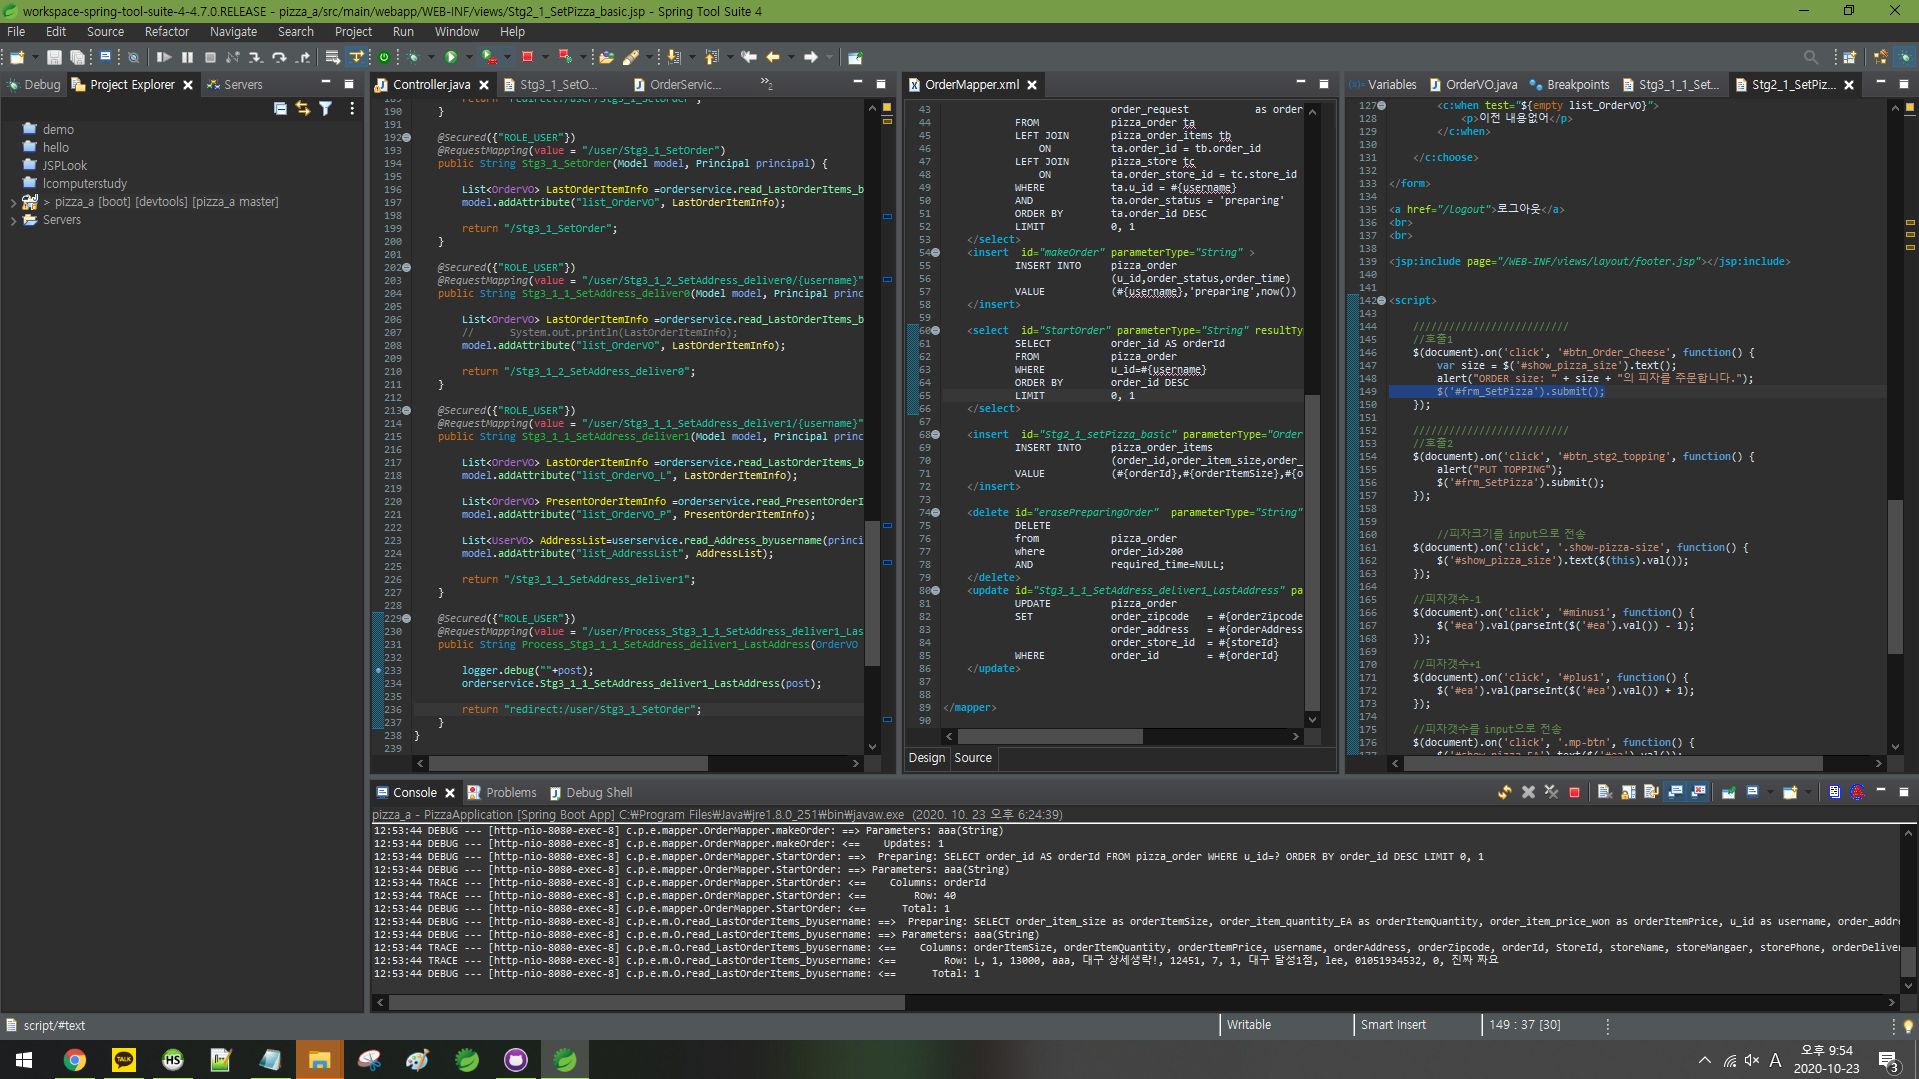 workspace-spring-tool-suite-4-4.7.0.RELEASE - pizza_a/src/main/webapp/WEB-INF/views/Stg2_1_SetPizza_basic.jsp - Spring Tool Suite 4
File Edit Source Refactor Navigate Search Project Run Window Help
Debug Project Explorer Servers
demo
hello
JSPLook
lcomputerstudy
> pizza_a [boot] [devtools] [pizza_a master]
Servers
Controller.java Stg3_1_SetO... OrderServic... 2
189 return "redirect:/user/Stg3_1_SetOrder";
190 }
191
192 @Secured({"ROLE_USER"})
193 @RequestMapping(value = "/user/Stg3_1_SetOrder")
194 public String Stg3_1_SetOrder(Model model, Principal principal) {
195
196 List<OrderVO> LastOrderItemInfo =orderservice.read_LastOrderItems_b
197 model.addAttribute("list_OrderVO", LastOrderItemInfo);
198
199 return "/Stg3_1_SetOrder";
200 }
201
202 @Secured({"ROLE_USER"})
203 @RequestMapping(value = "/user/Stg3_1_2_SetAddress_deliver0/{username}"
204 public String Stg3_1_1_SetAddress_deliver0(Model model, Principal princ
205
206 List<OrderVO> LastOrderItemInfo =orderservice.read_LastOrderItems_b
207 // System.out.println(LastOrderItemInfo);
208 model.addAttribute("list_OrderVO", LastOrderItemInfo);
209
210 return "/Stg3_1_2_SetAddress_deliver0";
211 }
212
213 @Secured({"ROLE_USER"})
214 @RequestMapping(value = "/user/Stg3_1_1_SetAddress_deliver1/{username}"
215 public String Stg3_1_1_SetAddress_deliver1(Model model, Principal princ
216
217 List<OrderVO> LastOrderItemInfo =orderservice.read_LastOrderItems_b
218 model.addAttribute("list_OrderVO_L", LastOrderItemInfo);
219
220 List<OrderVO> PresentOrderItemInfo =orderservice.read_PresentOrderI
221 model.addAttribute("list_OrderVO_P", PresentOrderItemInfo);
222
223 List<UserVO> AddressList=userservice.read_Address_byusername(princi
224 model.addAttribute("list_AddressList", AddressList);
225
226 return "/Stg3_1_1_SetAddress_deliver1";
227 }
228
229 @Secured({"ROLE_USER"})
230 @RequestMapping(value = "/user/Process_Stg3_1_1_SetAddress_deliver1_Las
231 public String Process_Stg3_1_1_SetAddress_deliver1_LastAddress(OrderVO
232
233 logger.debug(""+post);
234 orderservice.Stg3_1_1_SetAddress_deliver1_LastAddress(post);
235
236 return "redirect:/user/Stg3_1_SetOrder";
237 }
238 }
239
OrderMapper.xml
43 order_request as order
44 FROM pizza_order ta
45 LEFT JOIN pizza_order_items tb
46 ON ta.order_id = tb.order_id
47 LEFT JOIN pizza_store tc
48 ON ta.order_store_id = tc.store_id
49 WHERE ta.u_id = #{username}
50 AND ta.order_status = 'preparing'
51 ORDER BY ta.order_id DESC
52 LIMIT 0, 1
53 </select>
54 <insert id="makeOrder" parameterType="String" >
55 INSERT INTO pizza_order
56 (u_id,order_status,order_time)
57 VALUE (#{username},'preparing',now())
58 </insert>
59
60 <select id="StartOrder" parameterType="String" resultTy
61 SELECT order_id AS orderId
62 FROM pizza_order
63 WHERE u_id=#{username}
64 ORDER BY order_id DESC
65 LIMIT 0, 1
66 </select>
67
68 <insert id="Stg2_1_setPizza_basic" parameterType="Order
69 INSERT INTO pizza_order_items
70 (order_id,order_item_size,order_
71 VALUE (#{orderId},#{orderItemSize},#{o
72 </insert>
73
74 <delete id="erasePreparingOrder" parameterType="String"
75 DELETE
76 from pizza_order
77 where order_id>200
78 AND required_time=NULL;
79 </delete>
80 <update id="Stg3_1_1_SetAddress_deliver1_LastAddress" pa
81 UPDATE pizza_order
82 SET order_zipcode = #{orderZipcode
83 order_address = #{orderAddress
84 order_store_id = #{storeId}
85 WHERE order_id = #{orderId}
86 </update>
87
88
89 </mapper>
90
Design Source
Variables OrderVO.java Breakpoints Stg3_1_1_Set... Stg2_1_SetPiz...
127 <c:when test="${empty list_OrderVO}">
128 <p>이전 내용없어</p>
129 </c:when>
130
131 </c:choose>
132
133 </form>
134
135 <a href="/logout">로그아웃</a>
136 <br>
137 <br>
138
139 <jsp:include page="/WEB-INF/views/layout/footer.jsp"></jsp:include>
140
141
142 <script>
143
144 //////////////////////////
145 //호출1
146 $(document).on('click', '#btn_Order_Cheese', function() {
147 var size = $('#show_pizza_size').text();
148 alert("ORDER size: " + size + "의 피자를 주문합니다.");
149 $('#frm_SetPizza').submit();
150 });
151
152 //////////////////////////
153 //호출2
154 $(document).on('click', '#btn_stg2_topping', function() {
155 alert("PUT TOPPING");
156 $('#frm_SetPizza').submit();
157 });
158
159
160 //피자크기를 input으로 전송
161 $(document).on('click', '.show-pizza-size', function() {
162 $('#show_pizza_size').text($(this).val());
163 });
164
165 //피자갯수-1
166 $(document).on('click', '#minus1', function() {
167 $('#ea').val(parseInt($('#ea').val()) - 1);
168 });
169
170 //피자갯수+1
171 $(document).on('click', '#plus1', function() {
172 $('#ea').val(parseInt($('#ea').val()) + 1);
173 });
174
175 //피자갯수를 input으로 전송
176 $(document).on('click', '.mp-btn', function() {
Console Problems Debug Shell
pizza_a - PizzaApplication [Spring Boot App] C:₩Program Files₩Java₩jre1.8.0_251₩bin₩javaw.exe (2020. 10. 23 오후 6:24:39)
12:53:44 DEBUG --- [http-nio-8080-exec-8] c.p.e.mapper.OrderMapper.makeOrder: ==> Parameters: aaa(String)
12:53:44 DEBUG --- [http-nio-8080-exec-8] c.p.e.mapper.OrderMapper.makeOrder: <== Updates: 1
12:53:44 DEBUG --- [http-nio-8080-exec-8] c.p.e.mapper.OrderMapper.StartOrder: ==> Preparing: SELECT order_id AS orderId FROM pizza_order WHERE u_id=? ORDER BY order_id DESC LIMIT 0, 1
12:53:44 DEBUG --- [http-nio-8080-exec-8] c.p.e.mapper.OrderMapper.StartOrder: ==> Parameters: aaa(String)
12:53:44 TRACE --- [http-nio-8080-exec-8] c.p.e.mapper.OrderMapper.StartOrder: <== Columns: orderId
12:53:44 TRACE --- [http-nio-8080-exec-8] c.p.e.mapper.OrderMapper.StartOrder: <== Row: 40
12:53:44 DEBUG --- [http-nio-8080-exec-8] c.p.e.mapper.OrderMapper.StartOrder: <== Total: 1
12:53:44 DEBUG --- [http-nio-8080-exec-8] c.p.e.m.O.read_LastOrderItems_byusername: ==> Preparing: SELECT order_item_size as orderItemSize, order_item_quantity_EA as orderItemQuantity, order_item_price_won as orderItemPrice, u_id as username, order_addre
12:53:44 DEBUG --- [http-nio-8080-exec-8] c.p.e.m.O.read_LastOrderItems_byusername: ==> Parameters: aaa(String)
12:53:44 TRACE --- [http-nio-8080-exec-8] c.p.e.m.O.read_LastOrderItems_byusername: <== Columns: orderItemSize, orderItemQuantity, orderItemPrice, username, orderAddress, orderZipcode, orderId, StoreId, storeName, storeMangaer, storePhone, orderDeliver
12:53:44 TRACE --- [http-nio-8080-exec-8] c.p.e.m.O.read_LastOrderItems_byusername: <== Row: L, 1, 13000, aaa, 대구 상세생략!, 12451, 7, 1, 대구 달성1점, lee, 01051934532, 0, 진짜 짜요
12:53:44 DEBUG --- [http-nio-8080-exec-8] c.p.e.m.O.read_LastOrderItems_byusername: <== Total: 1
script/#text Writable Smart Insert 149 : 37 [30]
TALK HS A 오후 9:54
2020-10-23 3